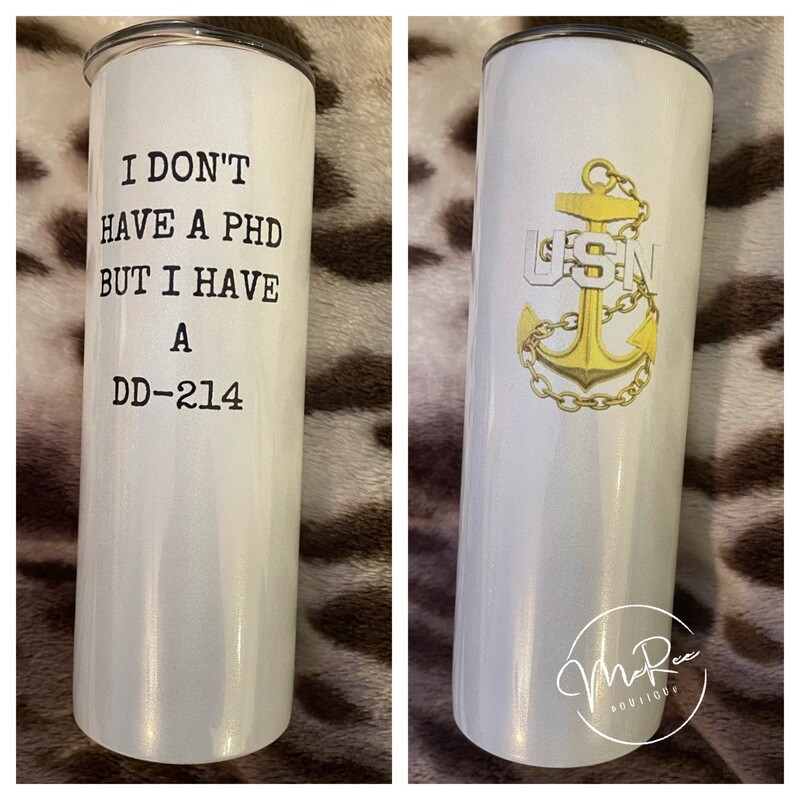 I DON'T
HAVE A PHD
BUT I HAVE
A
DD-214
USN
McRee
BOUTIQUE